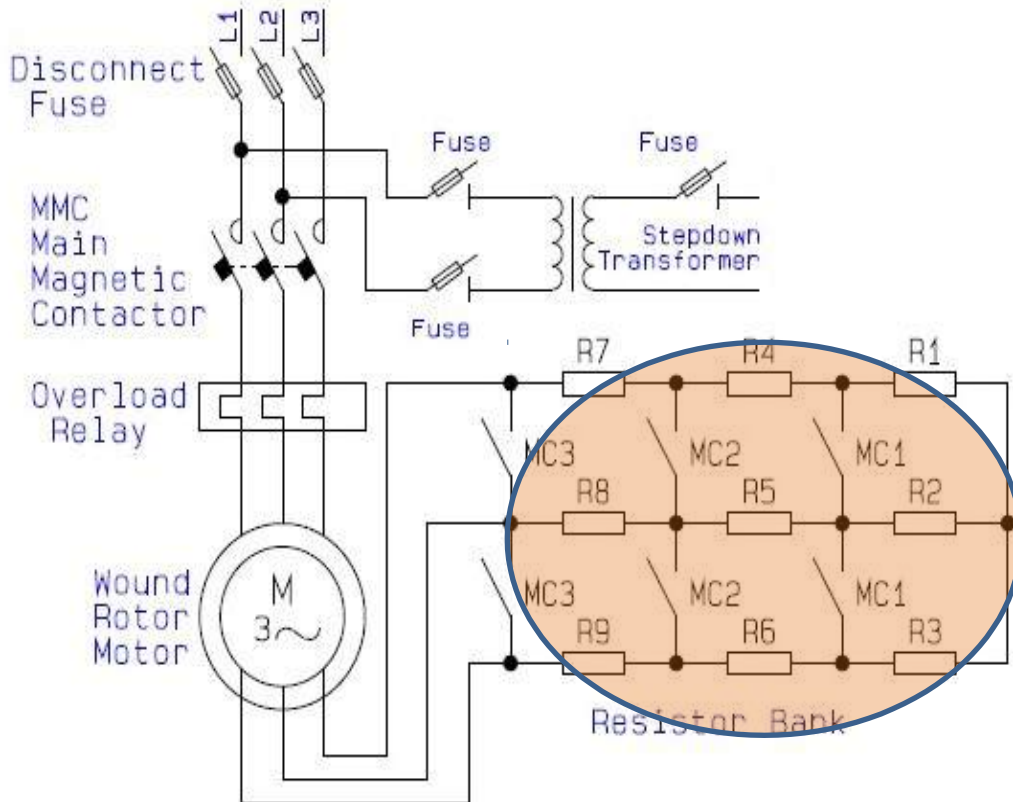 L1 L2 L3
Disconnect
Fuse
Fuse
Fuse
MMC
Main
Magnetic
Contactor
Stepdown
Transformer
Fuse
R7 R4 R1
Overload
Relay
MC3 MC2 MC1
R8 R5 R2
Wound
Rotor
Motor
M
3~
MC3 MC2 MC1
R9 R6 R3
Resistor Bank